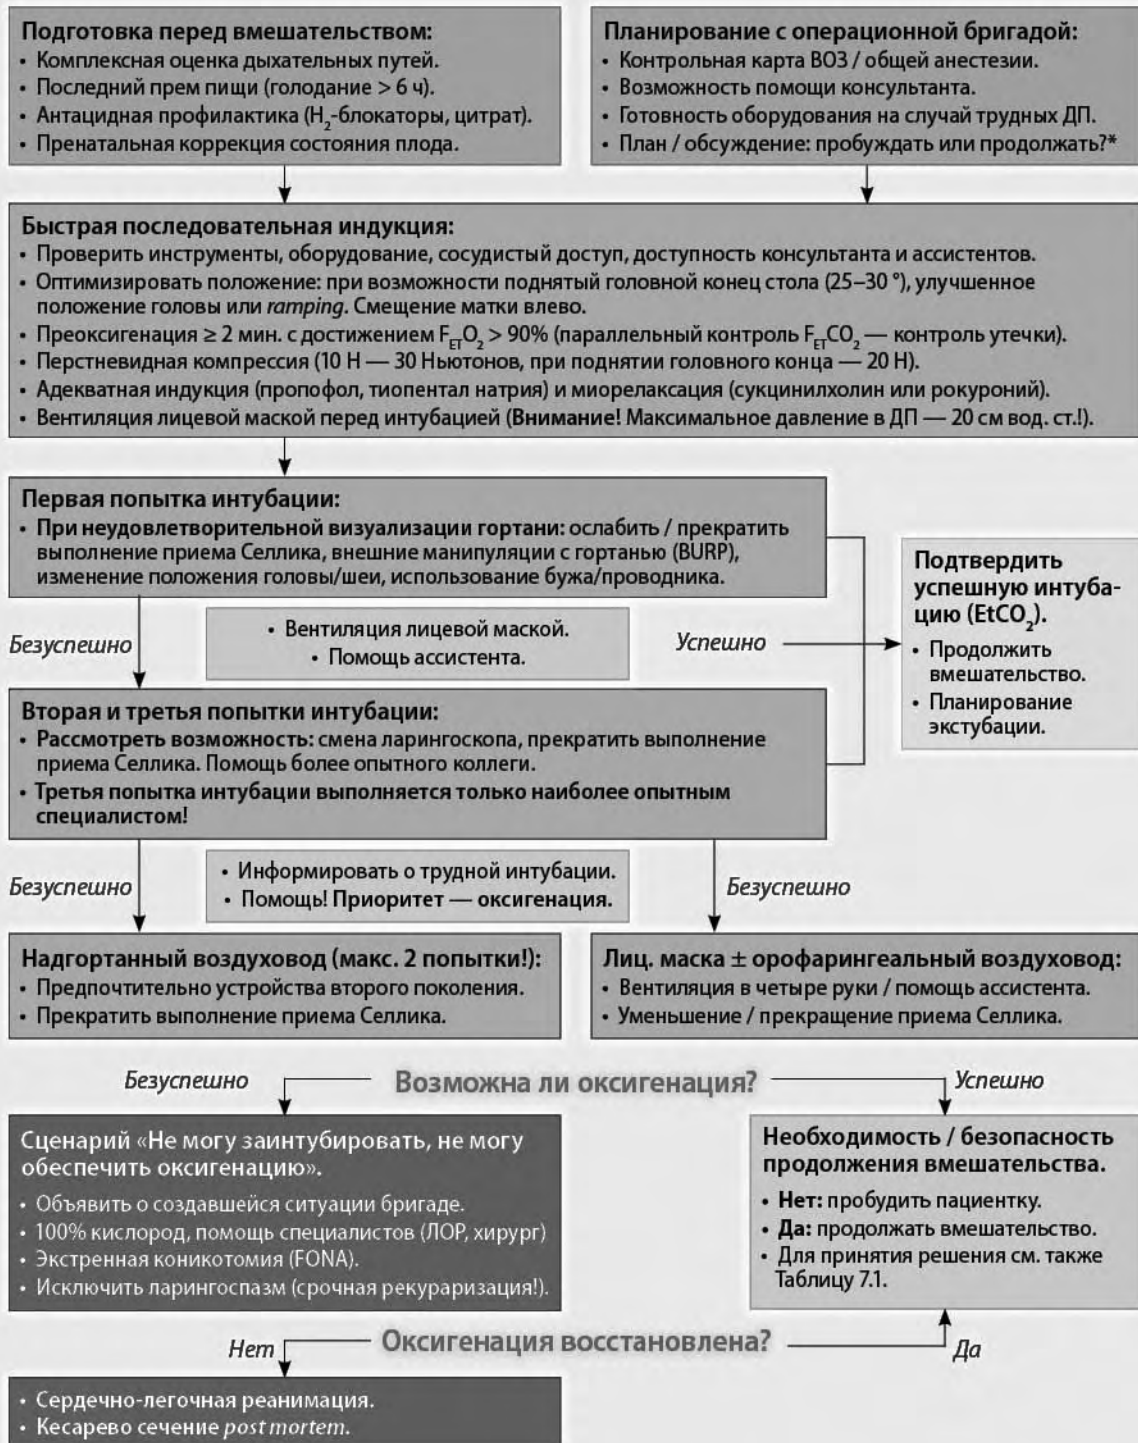 Подготовка перед вмешательством:
• Комплексная оценка дыхательных путей.
• Последний прем пищи (голодание > 6 ч).
• Антацидная профилактика (H₂-блокаторы, цитрат).
• Пренатальная коррекция состояния плода.
Планирование с операционной бригадой:
• Контрольная карта ВОЗ / общей анестезии.
• Возможность помощи консультанта.
• Готовность оборудования на случай трудных ДП.
• План / обсуждение: пробуждать или продолжать?*
Быстрая последовательная индукция:
• Проверить инструменты, оборудование, сосудистый доступ, доступность консультанта и ассистентов.
• Оптимизировать положение: при возможности поднятый головной конец стола (25–30 °), улучшенное
положение головы или ramping. Смещение матки влево.
• Преоксигенация ≥ 2 мин. с достижением FETO₂ > 90% (параллельный контроль FETCO₂ — контроль утечки).
• Перстневидная компрессия (10 Н — 30 Ньютонов, при поднятии головного конца — 20 Н).
• Адекватная индукция (пропофол, тиопентал натрия) и миорелаксация (сукцинилхолин или рокуроний).
• Вентиляция лицевой маской перед интубацией (Внимание! Максимальное давление в ДП — 20 см вод. ст.!).
Первая попытка интубации:
• При неудовлетворительной визуализации гортани: ослабить / прекратить
выполнение приема Селлика, внешние манипуляции с гортанью (BURP),
изменение положения головы/шеи, использование бужа/проводника.
Безуспешно
• Вентиляция лицевой маской.
• Помощь ассистента.
Успешно
Подтвердить
успешную интуба-
цию (EtCO₂).
• Продолжить
вмешательство.
• Планирование
экстубации.
Вторая и третья попытки интубации:
• Рассмотреть возможность: смена ларингоскопа, прекратить выполнение
приема Селлика. Помощь более опытного коллеги.
• Третья попытка интубации выполняется только наиболее опытным
специалистом!
Безуспешно
• Информировать о трудной интубации.
• Помощь! Приоритет — оксигенация.
Безуспешно
Надгортанный воздуховод (макс. 2 попытки!):
• Предпочтительно устройства второго поколения.
• Прекратить выполнение приема Селлика.
Лиц. маска ± орофарингеальный воздуховод:
• Вентиляция в четыре руки / помощь ассистента.
• Уменьшение / прекращение приема Селлика.
Безуспешно
Возможна ли оксигенация?
Успешно
Сценарий «Не могу заинтубировать, не могу
обеспечить оксигенацию».
• Объявить о создавшейся ситуации бригаде.
• 100% кислород, помощь специалистов (ЛОР, хирург)
• Экстренная коникотомия (FONA).
• Исключить ларингоспазм (срочная рекураризация!).
Необходимость / безопасность
продолжения вмешательства.
• Нет: пробудить пациентку.
• Да: продолжать вмешательство.
• Для принятия решения см. также
Таблицу 7.1.
Нет
Оксигенация восстановлена?
Да
• Сердечно-легочная реанимация.
• Кесарево сечение post mortem.